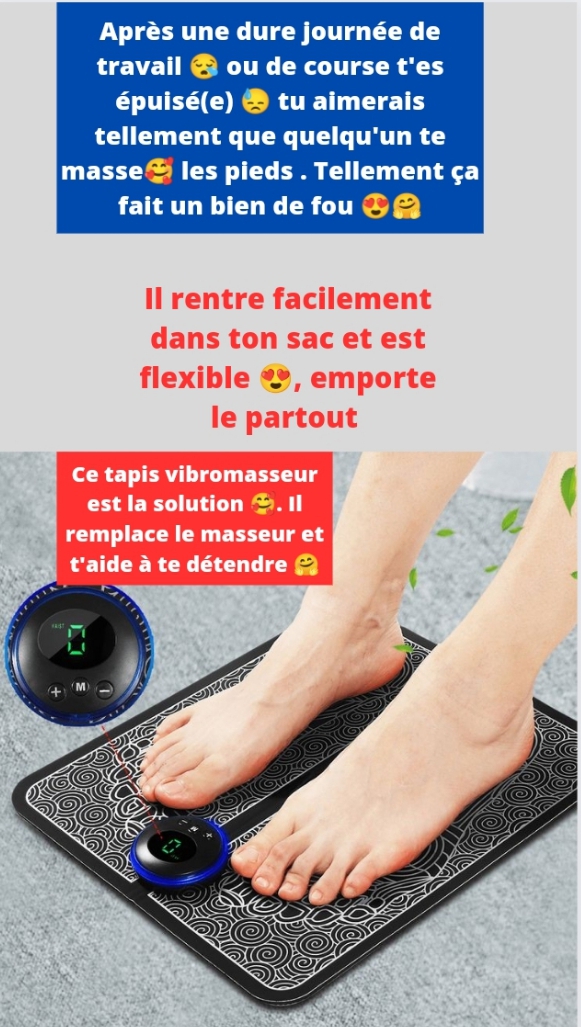 Après une dure journée de
travail 😪 ou de course t'es
épuisé(e) 😓 tu aimerais
tellement que quelqu'un te
masse🥰 les pieds . Tellement ça
fait un bien de fou 😍🤗
Il rentre facilement
dans ton sac et est
flexible 😍, emporte
le partout
Ce tapis vibromasseur
est la solution 🥰. Il
remplace le masseur et
t'aide à te détendre 🤗
0
+ M −